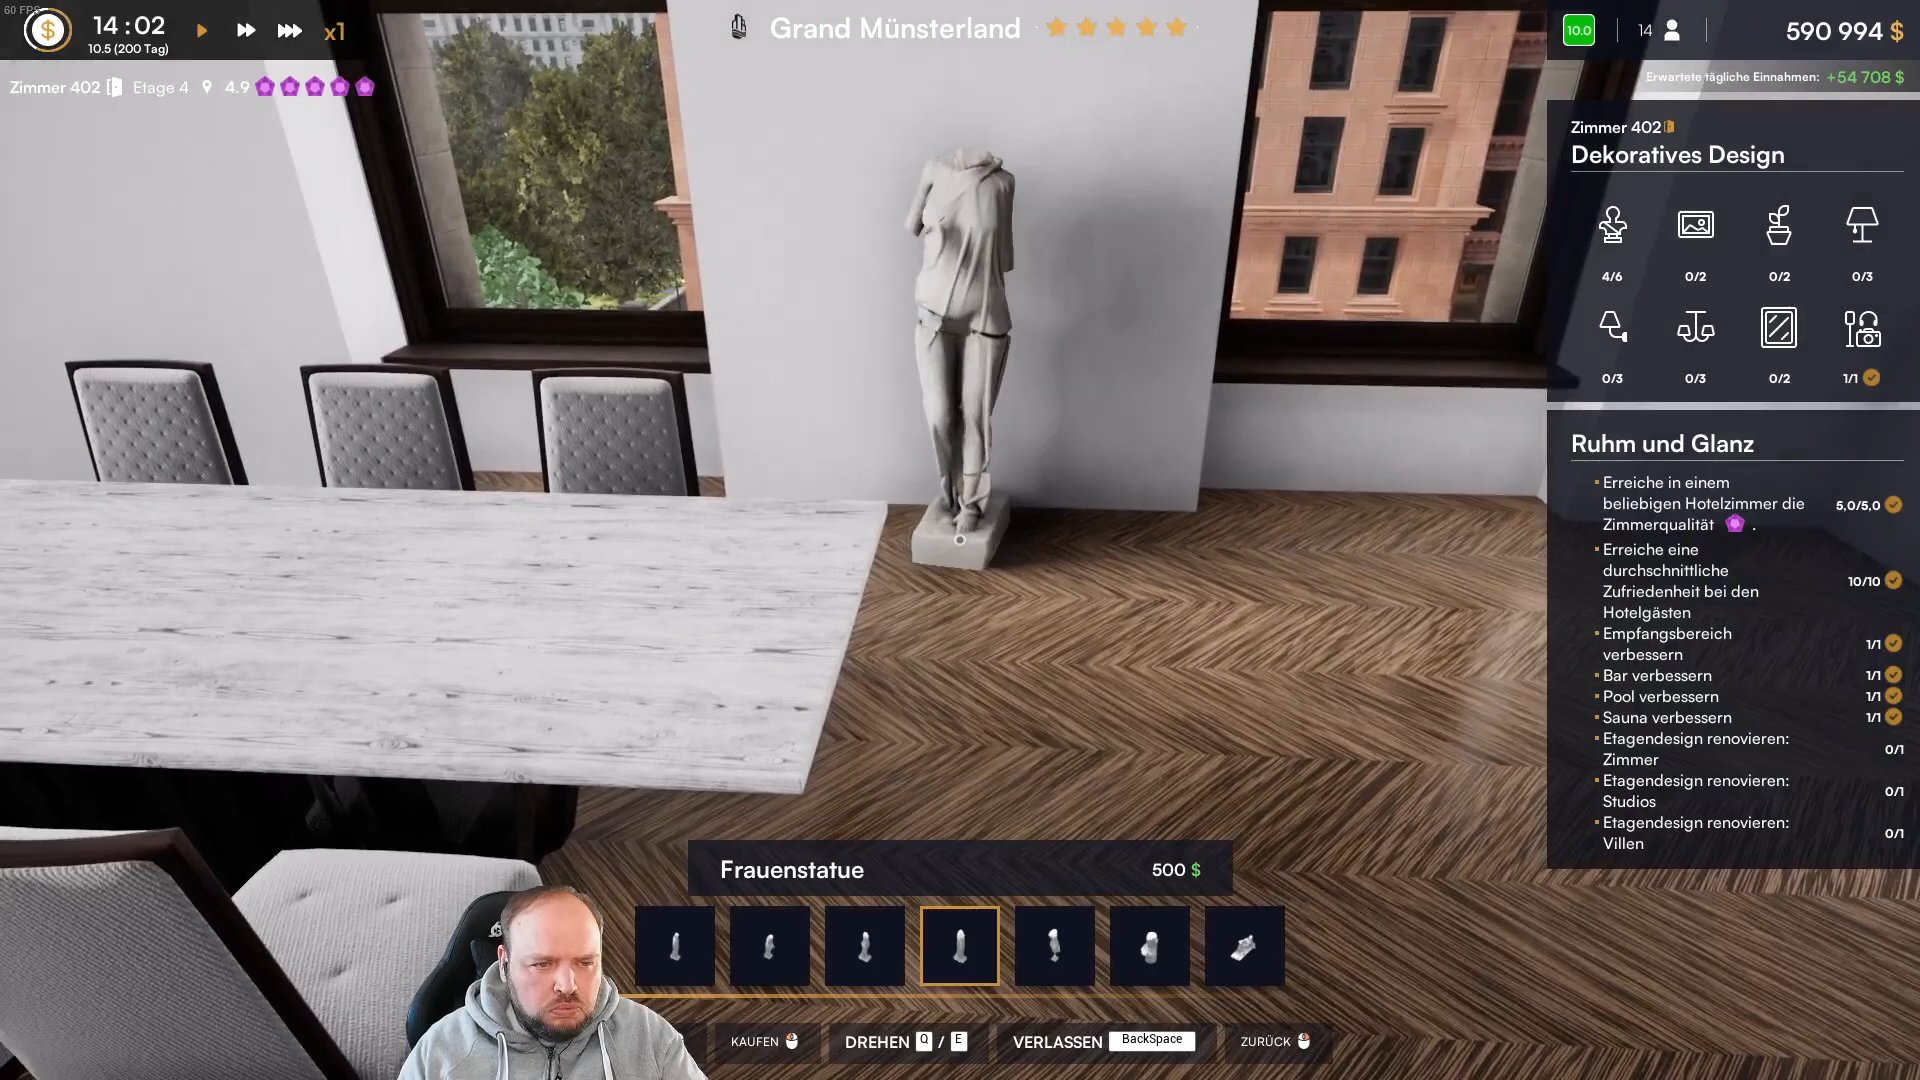 60 FPS
14 : 02
10.5 (200 Tag)
x1
Grand Münsterland
10.0
14
590 994 $
Erwartete tägliche Einnahmen: +54 708 $
Zimmer 402
Etage 4
4.9
Zimmer 402
Dekoratives Design
4/6
0/2
0/2
0/3
0/3
0/3
0/2
1/1
Ruhm und Glanz
Erreiche in einem
beliebigen Hotelzimmer die
Zimmerqualität .
5,0/5,0
Erreiche eine
durchschnittliche
Zufriedenheit bei den
Hotelgästen
10/10
Empfangsbereich
verbessern
1/1
Bar verbessern 1/1
Pool verbessern 1/1
Sauna verbessern 1/1
Etagendesign renovieren:
Zimmer
0/1
Etagendesign renovieren:
Studios
0/1
Etagendesign renovieren:
Villen
0/1
Frauenstatue 500 $
KAUFEN
DREHEN Q / E
VERLASSEN BackSpace
ZURÜCK